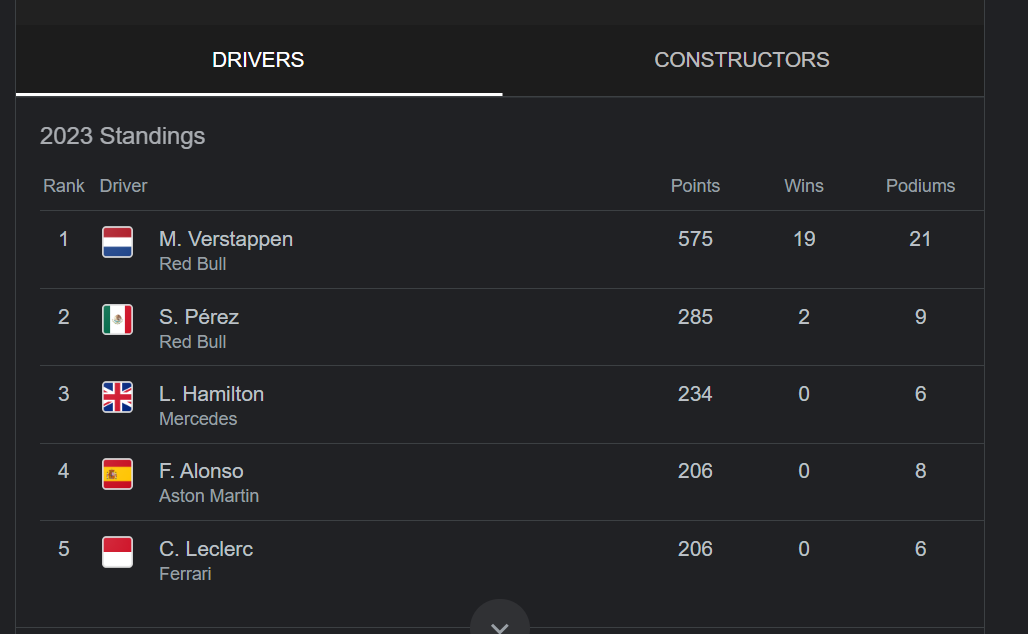 DRIVERS CONSTRUCTORS
2023 Standings
Rank Driver Points Wins Podiums
1 M. Verstappen 575 19 21
Red Bull
2 S. Pérez 285 2 9
Red Bull
3 L. Hamilton 234 0 6
Mercedes
4 F. Alonso 206 0 8
Aston Martin
5 C. Leclerc 206 0 6
Ferrari